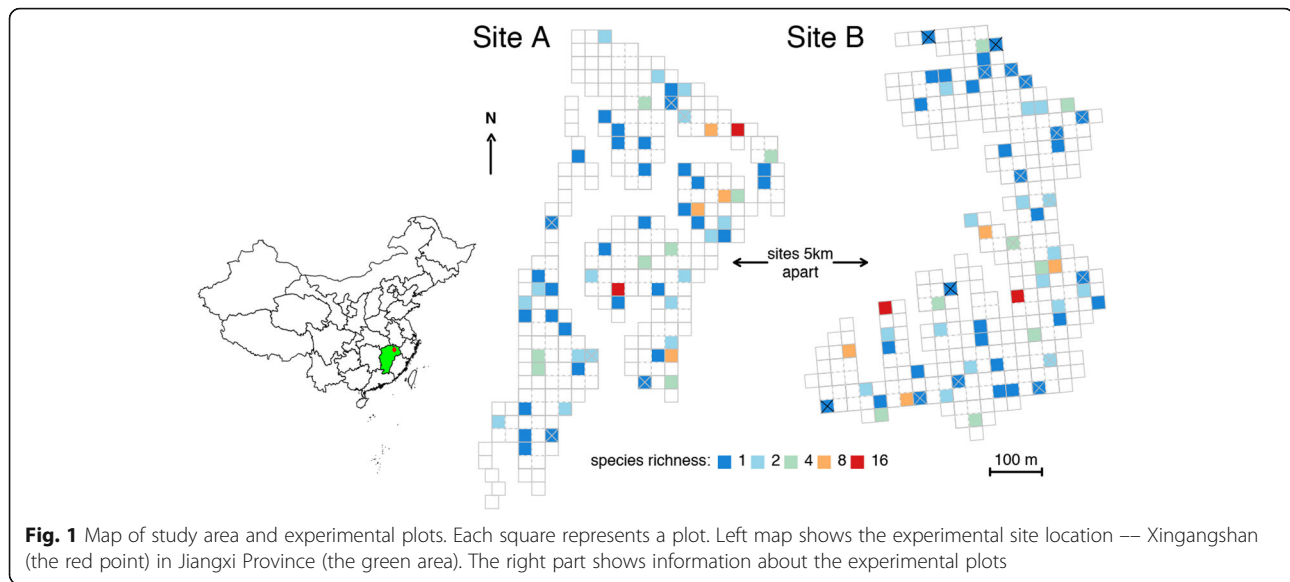 Site A
Site B
N
sites 5km
apart
species richness: 1 2 4 8 16
100 m
Fig. 1 Map of study area and experimental plots. Each square represents a plot. Left map shows the experimental site location –– Xingangshan
(the red point) in Jiangxi Province (the green area). The right part shows information about the experimental plots